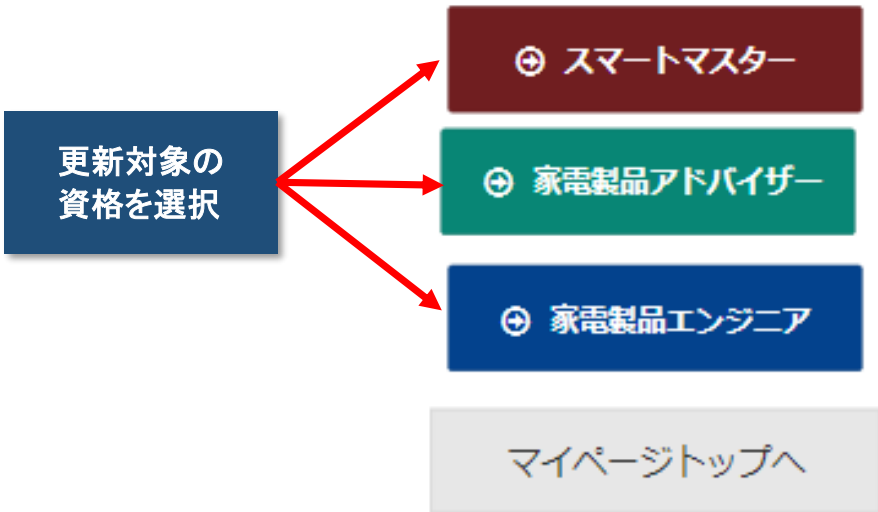 更新対象の
資格を選択
スマートマスター
家電製品アドバイザー
家電製品エンジニア
マイページトップへ